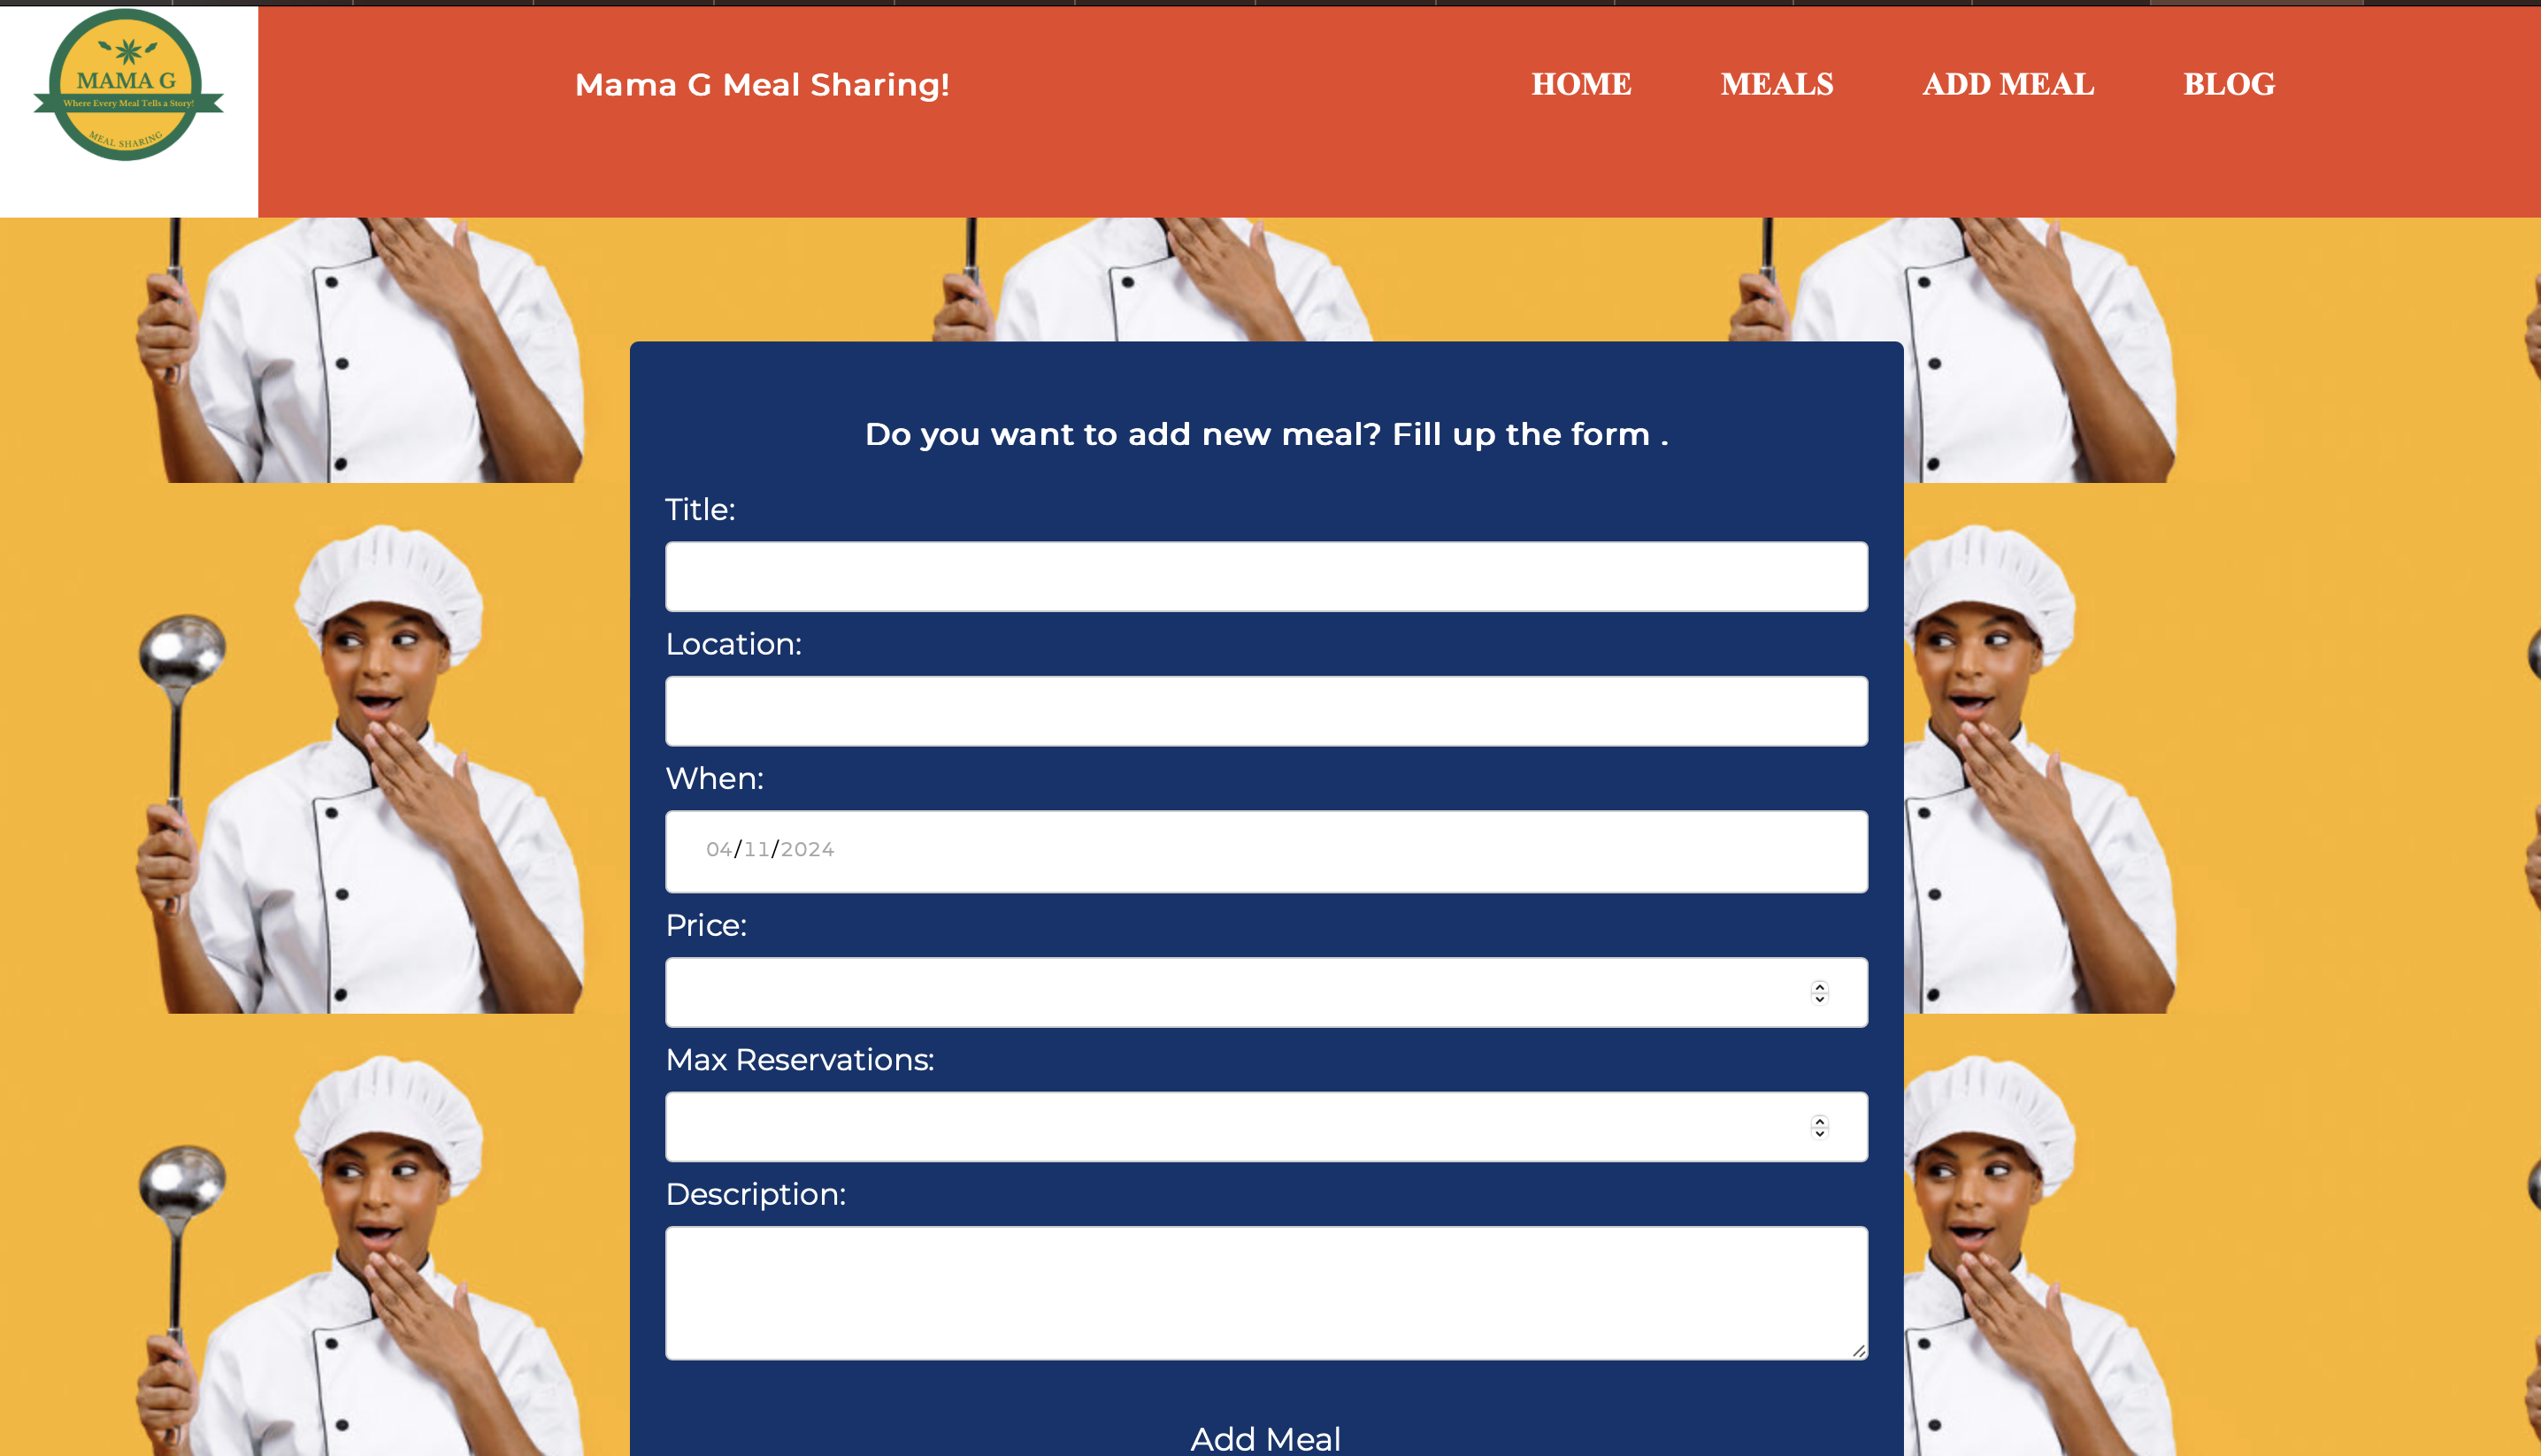 MAMA G
Where Every Meal Tells a Story!
MEAL SHARING
Mama G Meal Sharing!
HOME
MEALS
ADD MEAL
BLOG
Do you want to add new meal? Fill up the form .
Title:
Location:
When:
04/11/2024
Price:
Max Reservations:
Description:
Add Meal